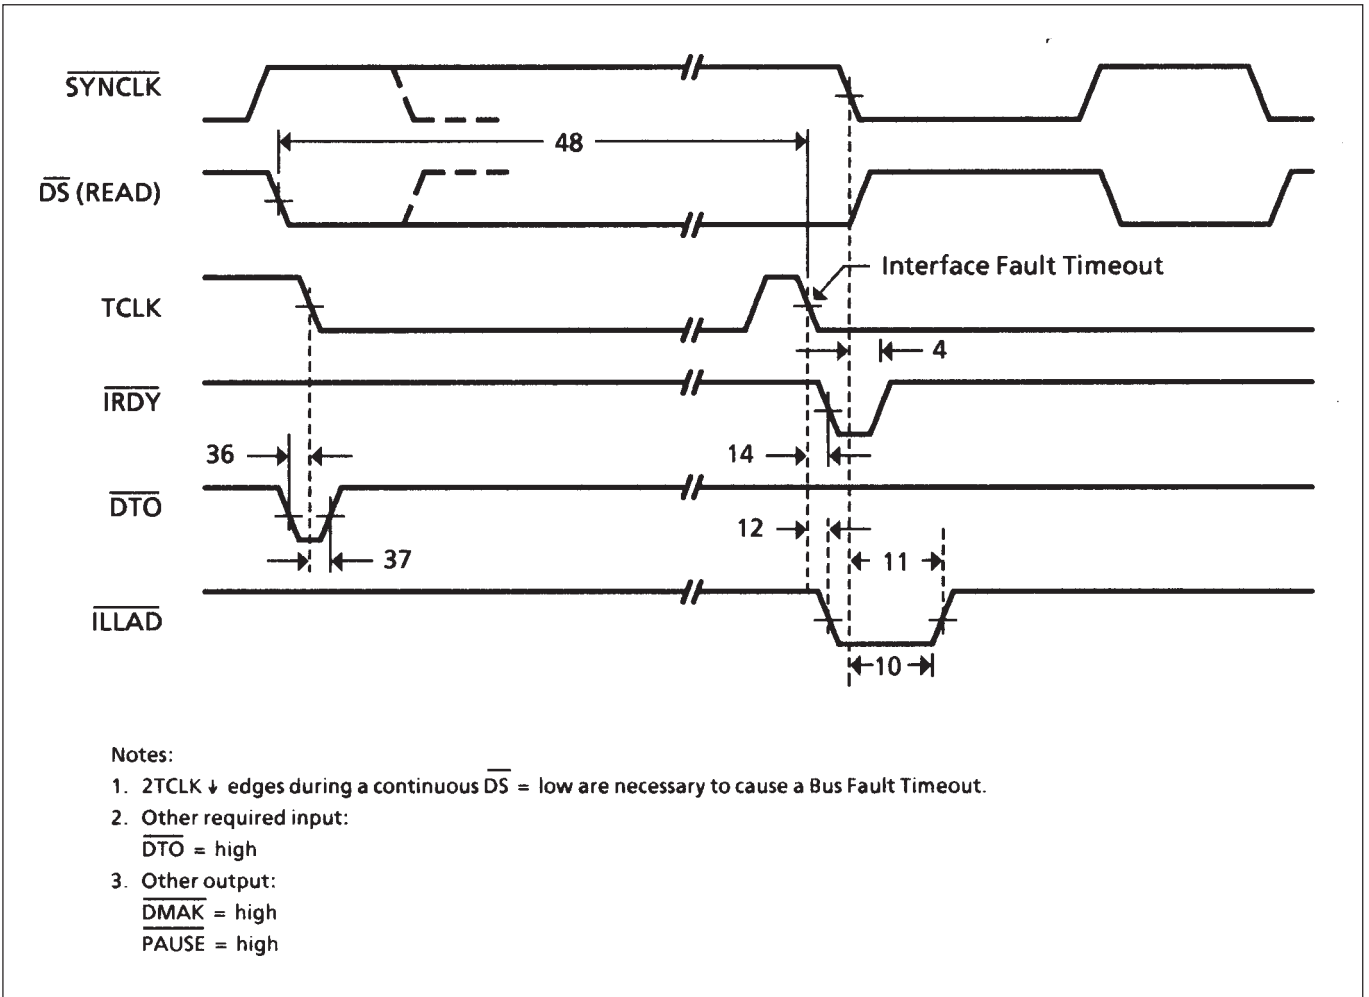 SYNCLK
48
DS (READ)
Interface Fault Timeout
TCLK
4
IRDY
36
14
DTO
12
37
11
ILLAD
10
Notes:
1. 2TCLK ↓ edges during a continuous DS = low are necessary to cause a Bus Fault Timeout.
2. Other required input:
DTO = high
3. Other output:
DMAK = high
PAUSE = high